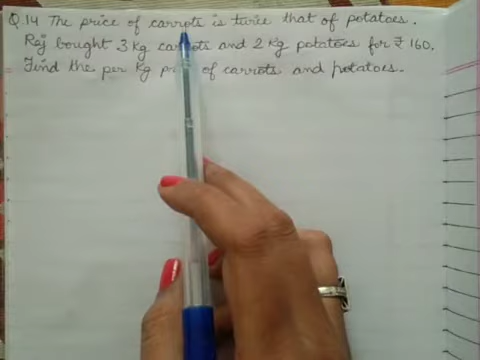 Q.14 The price of carrots is twice that of potatoes.
Raj bought 3 kg carrots and 2 kg potatoes for ₹ 160.
Find the per kg price of carrots and potatoes.